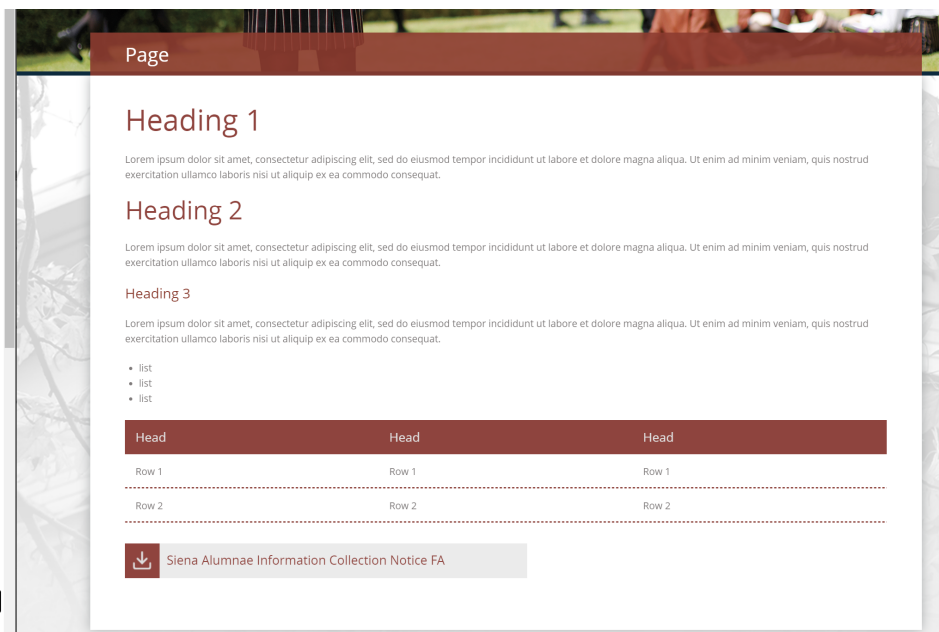 Page
Heading 1
Lorem ipsum dolor sit amet, consectetur adipiscing elit, sed do eiusmod tempor incididunt ut labore et dolore magna aliqua. Ut enim ad minim veniam, quis nostrud
exercitation ullamco laboris nisi ut aliquip ex ea commodo consequat.
Heading 2
Lorem ipsum dolor sit amet, consectetur adipiscing elit, sed do eiusmod tempor incididunt ut labore et dolore magna aliqua. Ut enim ad minim veniam, quis nostrud
exercitation ullamco laboris nisi ut aliquip ex ea commodo consequat.
Heading 3
Lorem ipsum dolor sit amet, consectetur adipiscing elit, sed do eiusmod tempor incididunt ut labore et dolore magna aliqua. Ut enim ad minim veniam, quis nostrud
exercitation ullamco laboris nisi ut aliquip ex ea commodo consequat.
• list
• list
• list
Head Head Head
Row 1 Row 1 Row 1
Row 2 Row 2 Row 2
Siena Alumnae Information Collection Notice FA